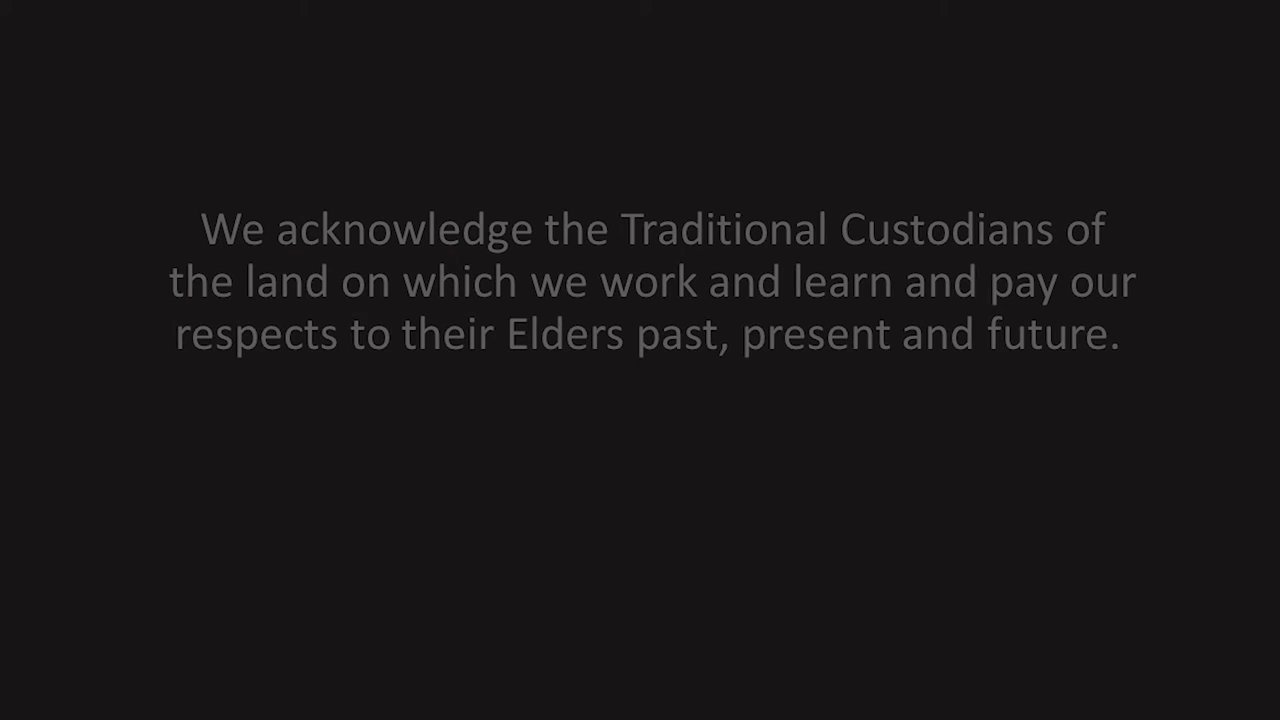 We acknowledge the Traditional Custodians of
the land on which we work and learn and pay our
respects to their Elders past, present and future.